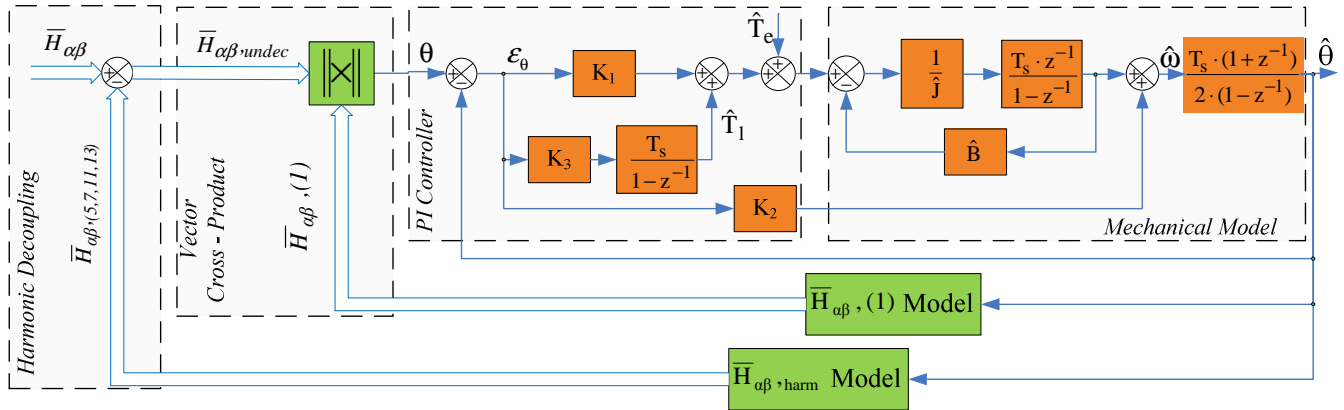 H̅αβ
+
−
H̅αβ,(5,7,11,13)
Harmonic Decoupling
H̅αβ,undec
H̅αβ,(1)
Vector
Cross - Product
θ
+
−
εθ
K1
+
+
T̂e
+
+
T̂l
K3
Ts
1−z⁻¹
K2
PI Controller
+
−
1
Ĵ
Ts·z⁻¹
1−z⁻¹
B̂
+
+
ω̂
Ts·(1+z⁻¹)
2·(1−z⁻¹)
θ̂
Mechanical Model
H̅αβ,(1) Model
H̅αβ,harm Model